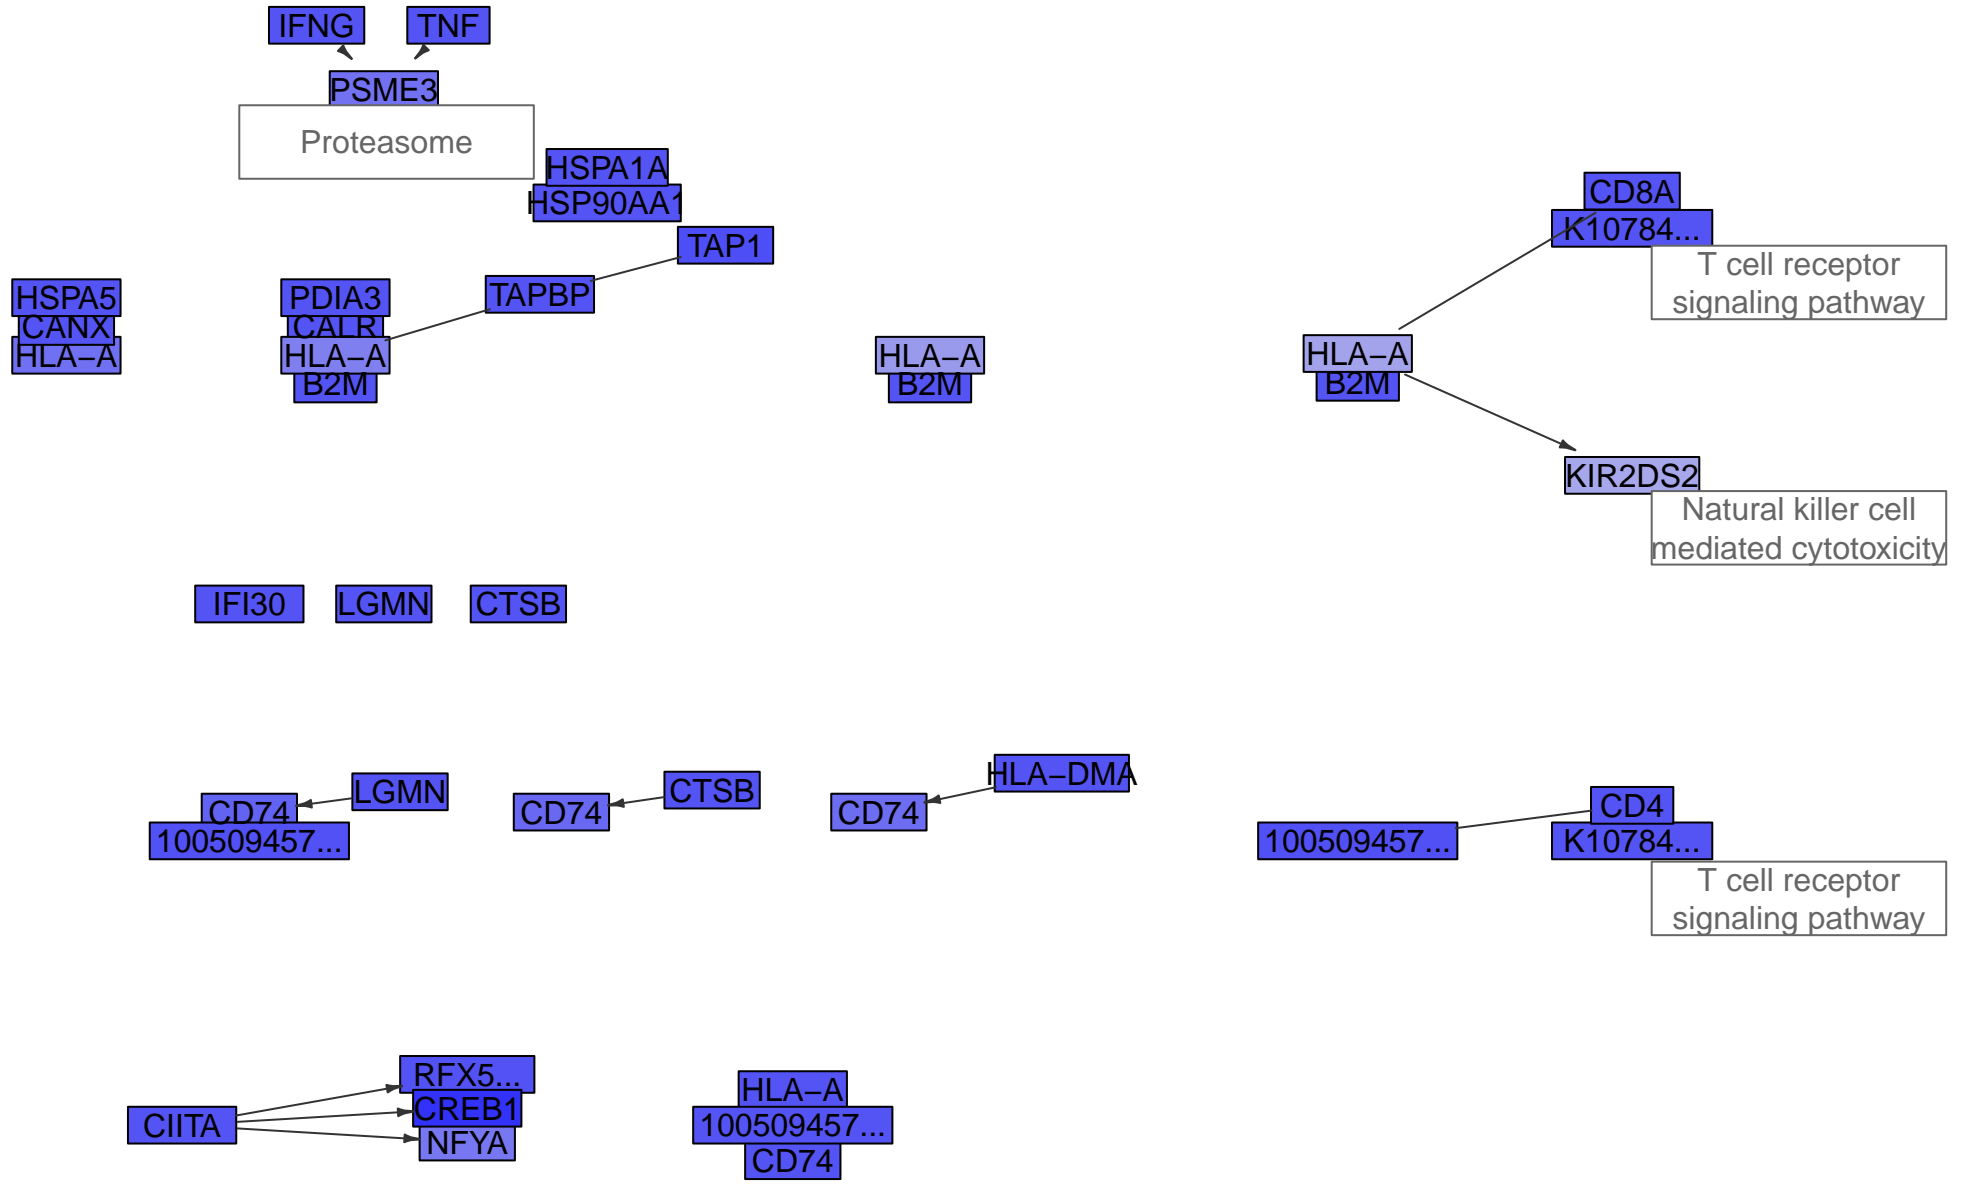 IFNG
TNF
PSME3
Proteasome
HSPA1A
HSP90AA1
TAP1
TAPBP
CD8A
K10784...
T cell receptor
signaling pathway
HSPA5
CANX
HLA−A
PDIA3
CALR
HLA−A
B2M
HLA−A
B2M
HLA−A
B2M
KIR2DS2
Natural killer cell
mediated cytotoxicity
IFI30
LGMN
CTSB
LGMN
CD74
100509457...
CTSB
CD74
HLA−DMA
CD74
CD4
100509457...
K10784...
T cell receptor
signaling pathway
CIITA
RFX5...
CREB1
NFYA
HLA−A
100509457...
CD74